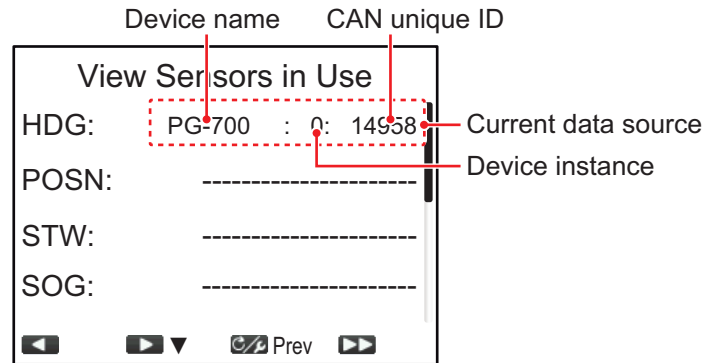 Device name CAN unique ID
View Sensors in Use
HDG: PG-700 : 0: 14958
Current data source
Device instance
POSN: --------------------
STW: --------------------
SOG: --------------------
Prev